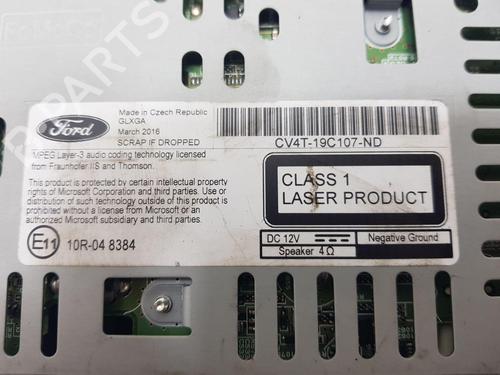 Ford
Made in Czech Republic
GLXGA
March 2016
SCRAP IF DROPPED
CV4T-19C107-ND
MPEG Layer-3 audio coding technology licensed
from Fraunhofer IIS and Thomson.
This product is protected by certain intellectual property
rights of Microsoft Corporation and third parties. Use or
distribution of such technology outside of this product is
prohibited without a license from Microsoft or an
authorized Microsoft subsidiary and third parties.
CLASS 1
LASER PRODUCT
E11 10R-04 8384
DC 12V
Negative Ground
Speaker 4Ω